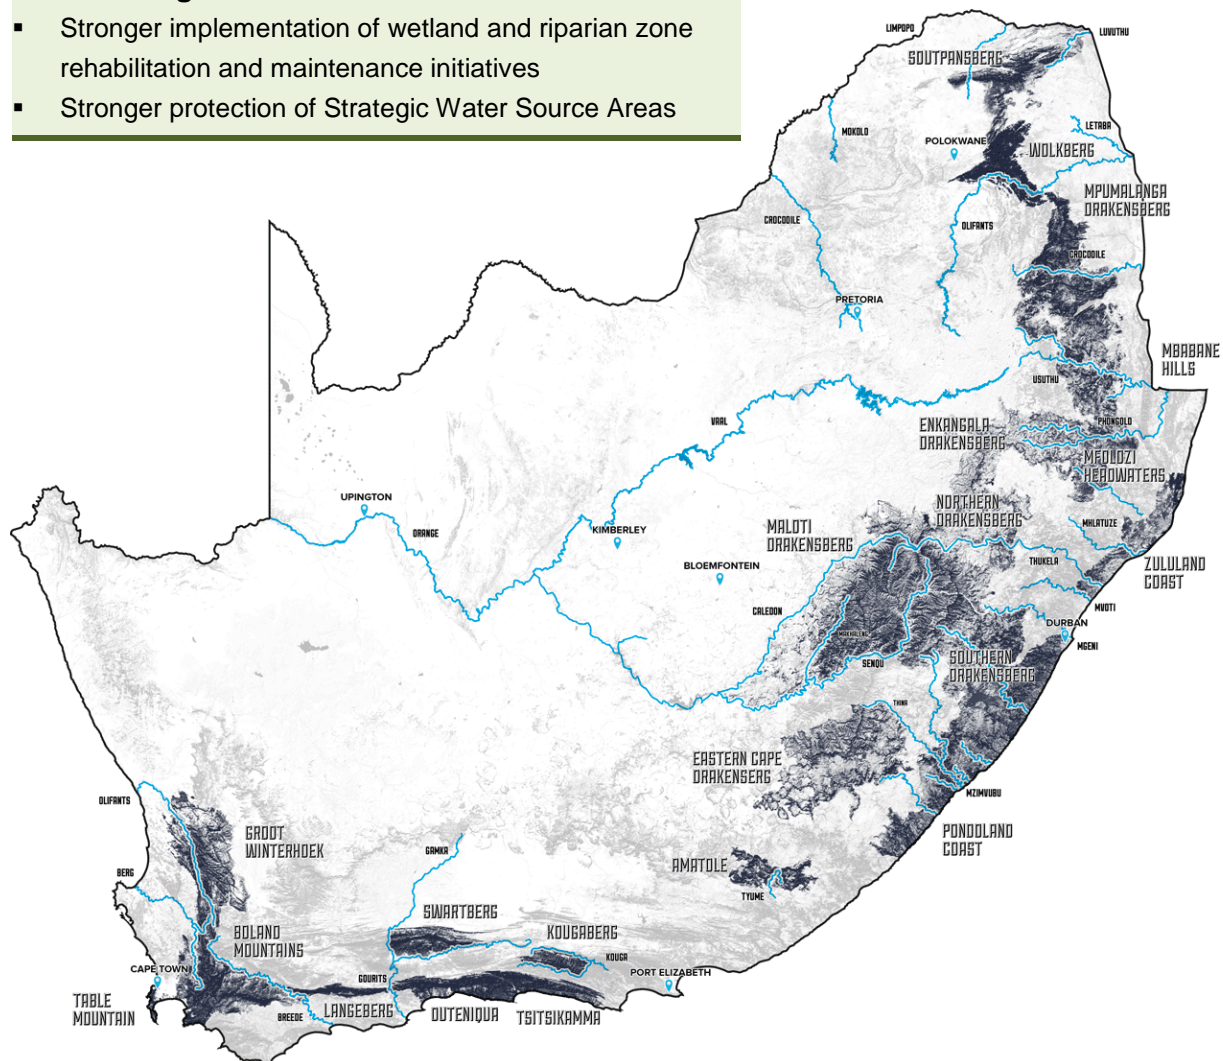 ▪ Stronger implementation of wetland and riparian zone
rehabilitation and maintenance initiatives
▪ Stronger protection of Strategic Water Source Areas
LIMPOPO
LUVUTHU
SOUTPANSBERG
MOKOLO
LETABA
POLOKWANE
WOLKBERG
MPUMALANGA
DRAKENSBERG
CROCODILE
OLIFANTS
CROCODILE
PRETORIA
MBABANE
HILLS
USUTHU
VAAL
ENKANGALA
DRAKENSBERG
PHONGOLO
MFOLOZI
HEADWATERS
UPINGTON
NORTHERN
DRAKENSBERG
MALOTI
DRAKENSBERG
MHLATUZE
ORANGE
KIMBERLEY
THUKELA
ZULULAND
COAST
BLOEMFONTEIN
CALEDON
MVOTI
DURBAN
MAKHALENG
MGENI
SENQU
SOUTHERN
DRAKENSBERG
THINA
EASTERN CAPE
DRAKENSERG
MZIMVUBU
OLIFANTS
GROOT
WINTERHOEK
PONDOLAND
COAST
GAMKA
AMATOLE
BERG
TYUME
SWARTBERG
BOLAND
MOUNTAINS
KOUGABERG
KOUGA
CAPE TOWN
GOURITS
PORT ELIZABETH
TABLE
MOUNTAIN
BREEDE
LANGEBERG
OUTENIQUA
TSITSIKAMMA